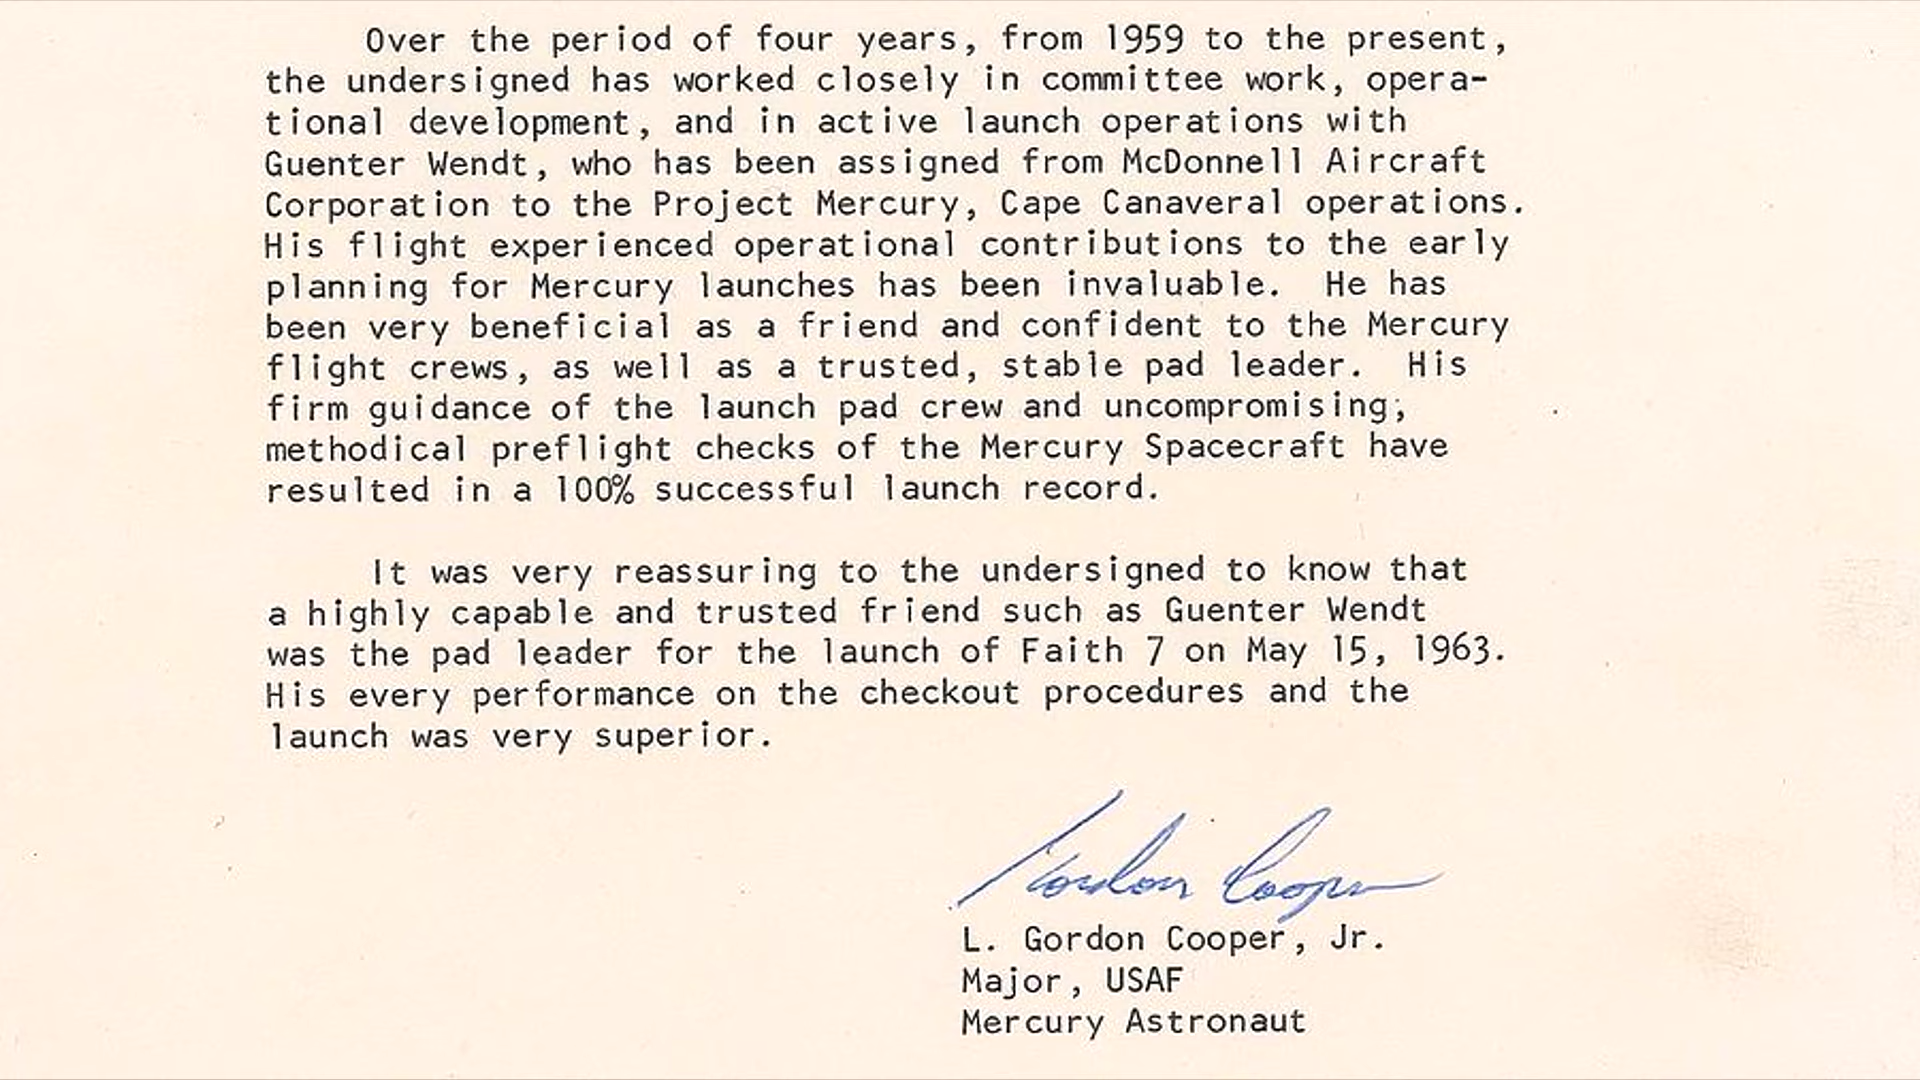 Over the period of four years, from 1959 to the present,
the undersigned has worked closely in committee work, opera-
tional development, and in active launch operations with
Guenter Wendt, who has been assigned from McDonnell Aircraft
Corporation to the Project Mercury, Cape Canaveral operations.
His flight experienced operational contributions to the early
planning for Mercury launches has been invaluable. He has
been very beneficial as a friend and confident to the Mercury
flight crews, as well as a trusted, stable pad leader. His
firm guidance of the launch pad crew and uncompromising,
methodical preflight checks of the Mercury Spacecraft have
resulted in a 100% successful launch record.
It was very reassuring to the undersigned to know that
a highly capable and trusted friend such as Guenter Wendt
was the pad leader for the launch of Faith 7 on May 15, 1963.
His every performance on the checkout procedures and the
launch was very superior.
Gordon Cooper
L. Gordon Cooper, Jr.
Major, USAF
Mercury Astronaut